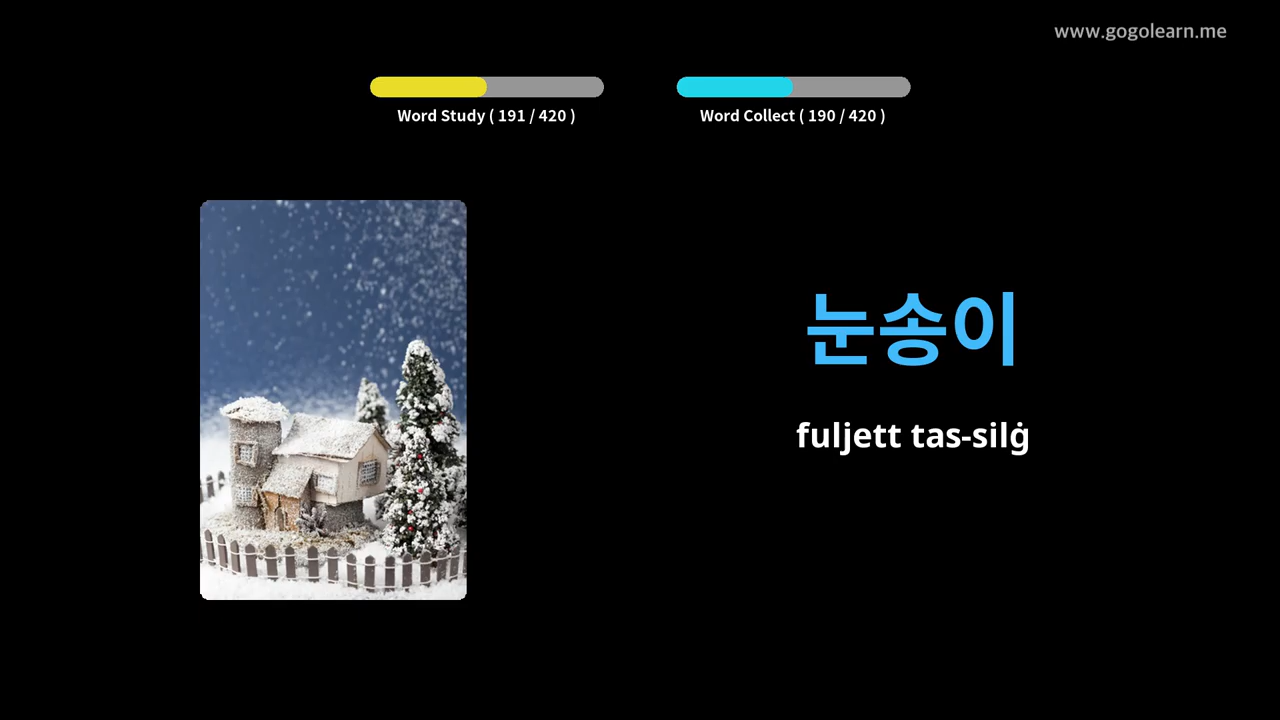 www.gogolearn.me
Word Study ( 191 / 420 )
Word Collect ( 190 / 420 )
눈송이
fuljett tas-silġ